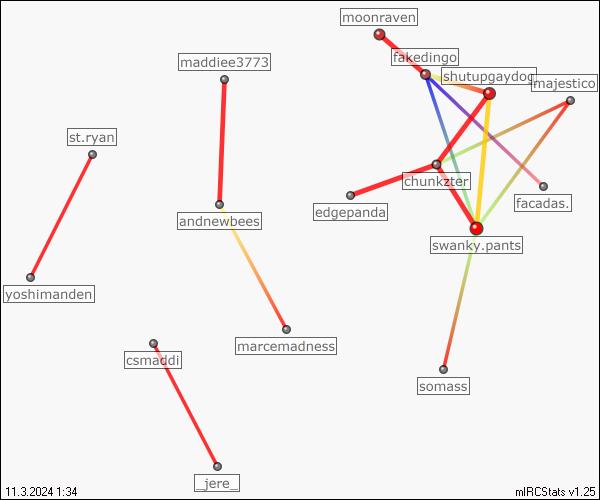 moonraven
fakedingo
maddiee3773
shutupgaydog
majestico
st.ryan
chunkzter
facadas.
edgepanda
andnewbees
swanky.pants
yoshimanden
marcemadness
csmaddi
somass
_jere_
11.3.2024 1:34
mIRCStats v1.25